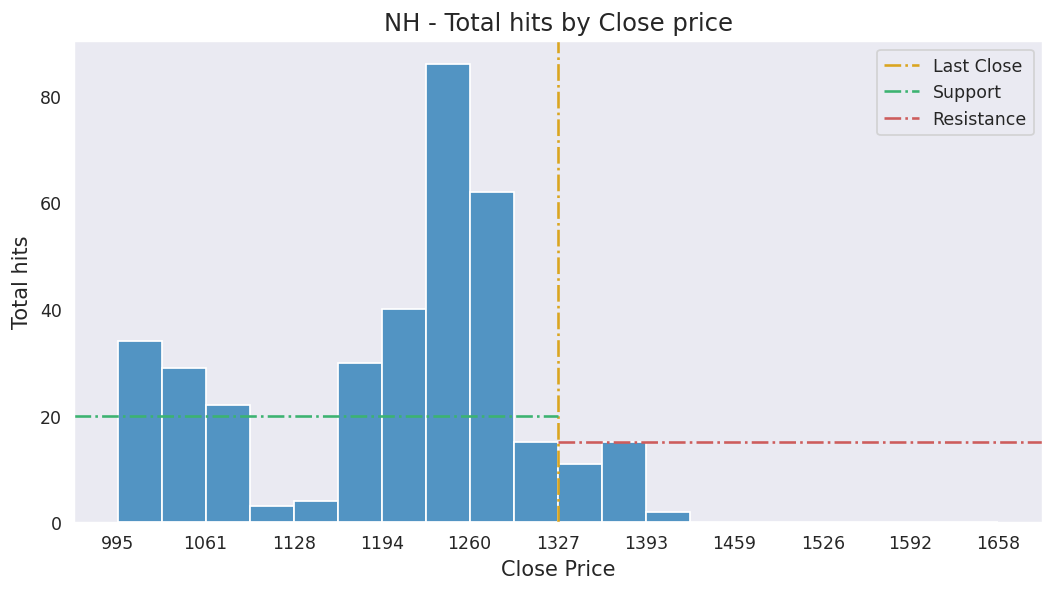 NH - Total hits by Close price
Last Close
Support
Resistance
Total hits
80
60
40
20
0
995 1061 1128 1194 1260 1327 1393 1459 1526 1592 1658
Close Price